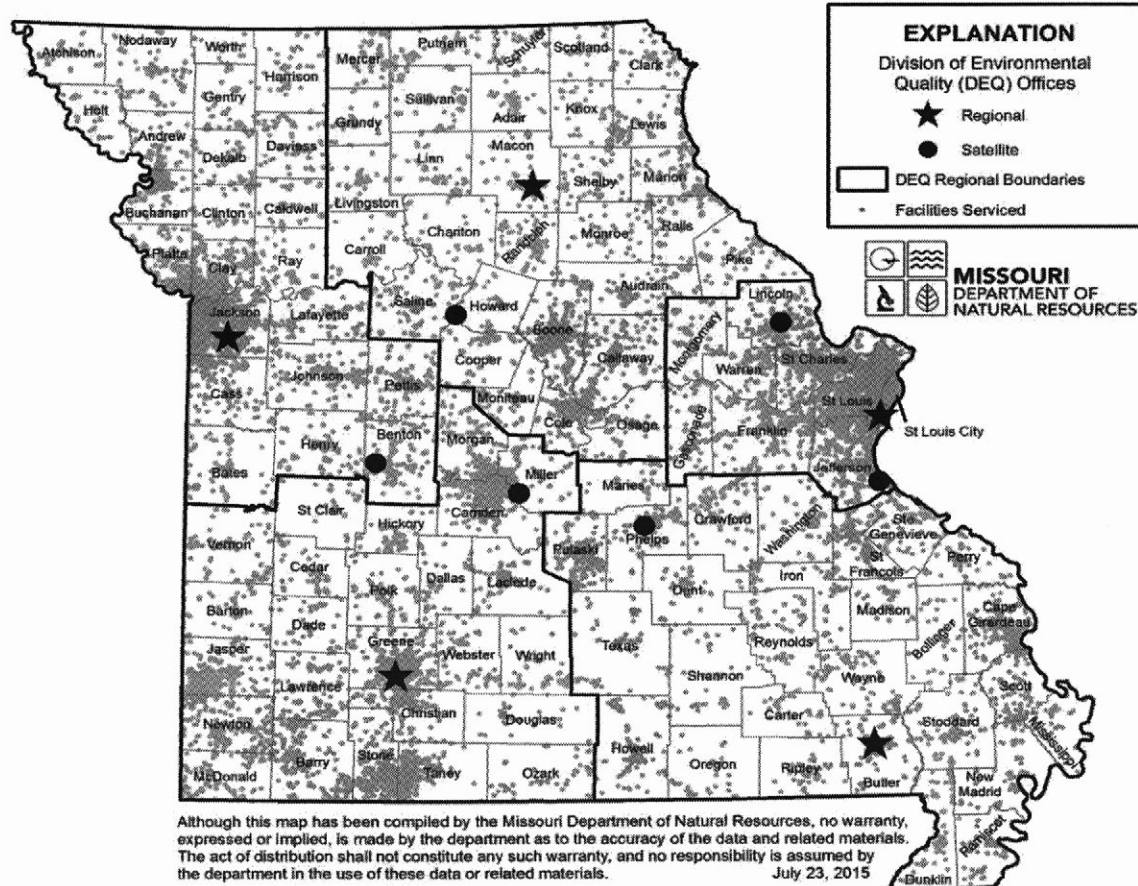 EXPLANATION
Division of Environmental
Quality (DEQ) Offices
Regional
Satellite
DEQ Regional Boundaries
Facilities Serviced
MISSOURI
DEPARTMENT OF
NATURAL RESOURCES
Atchison
Nodaway
Worth
Harrison
Mercer
Putnam
Schuyler
Scotland
Clark
Holt
Gentry
Sullivan
Adair
Knox
Lewis
Andrew
Dekalb
Daviess
Grundy
Linn
Macon
Shelby
Marion
Buchanan
Clinton
Caldwell
Livingston
Chariton
Randolph
Monroe
Ralls
Platte
Clay
Ray
Carroll
Pike
Audrain
Jackson
Lafayette
Saline
Howard
Boone
Callaway
Montgomery
Lincoln
Warren
St Charles
Cass
Johnson
Pettis
Cooper
Moniteau
Cole
Osage
Gasconade
Franklin
St Louis
St Louis City
Bates
Henry
Benton
Morgan
Miller
Jefferson
St Clair
Hickory
Camden
Maries
Phelps
Crawford
Washington
Ste
Genevieve
Vernon
Cedar
Polk
Dallas
Laclede
Pulaski
Dent
Iron
St
Francois
Perry
Barton
Dade
Greene
Webster
Wright
Texas
Shannon
Reynolds
Madison
Bollinger
Cape
Girardeau
Jasper
Lawrence
Christian
Douglas
Carter
Wayne
Stoddard
Scott
Mississippi
Newton
McDonald
Barry
Stone
Taney
Ozark
Howell
Oregon
Ripley
Butler
New
Madrid
Pemiscot
Dunklin
Although this map has been compiled by the Missouri Department of Natural Resources, no warranty,
expressed or implied, is made by the department as to the accuracy of the data and related materials.
The act of distribution shall not constitute any such warranty, and no responsibility is assumed by
the department in the use of these data or related materials. July 23, 2015